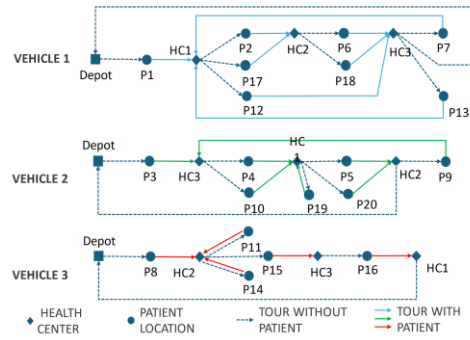 P2 HC2 P6 HC3 P7
VEHICLE 1
HC1
Depot P1 P17 P18
P12 P13
HC
Depot 1
VEHICLE 2
P3 HC3 P4 P5 HC2 P9
P10 P19 P20
Depot P11
VEHICLE 3
P8 HC2 P15 HC3 P16 HC1
P14
HEALTH CENTER
PATIENT LOCATION
TOUR WITHOUT PATIENT
TOUR WITH PATIENT